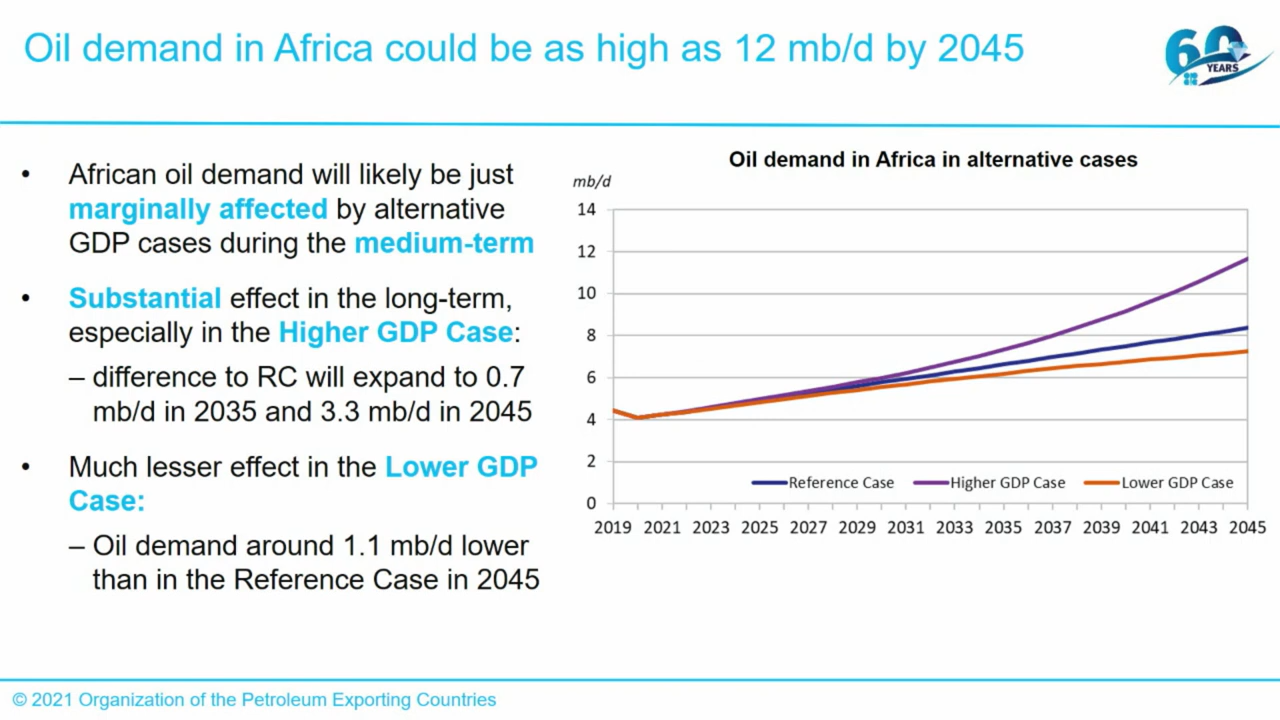 Oil demand in Africa could be as high as 12 mb/d by 2045
60
YEARS
• African oil demand will likely be just
marginally affected by alternative
GDP cases during the medium-term
• Substantial effect in the long-term,
especially in the Higher GDP Case:
– difference to RC will expand to 0.7
mb/d in 2035 and 3.3 mb/d in 2045
• Much lesser effect in the Lower GDP
Case:
– Oil demand around 1.1 mb/d lower
than in the Reference Case in 2045
Oil demand in Africa in alternative cases
mb/d
14
12
10
8
6
4
2
0
Reference Case Higher GDP Case Lower GDP Case
2019 2021 2023 2025 2027 2029 2031 2033 2035 2037 2039 2041 2043 2045
© 2021 Organization of the Petroleum Exporting Countries